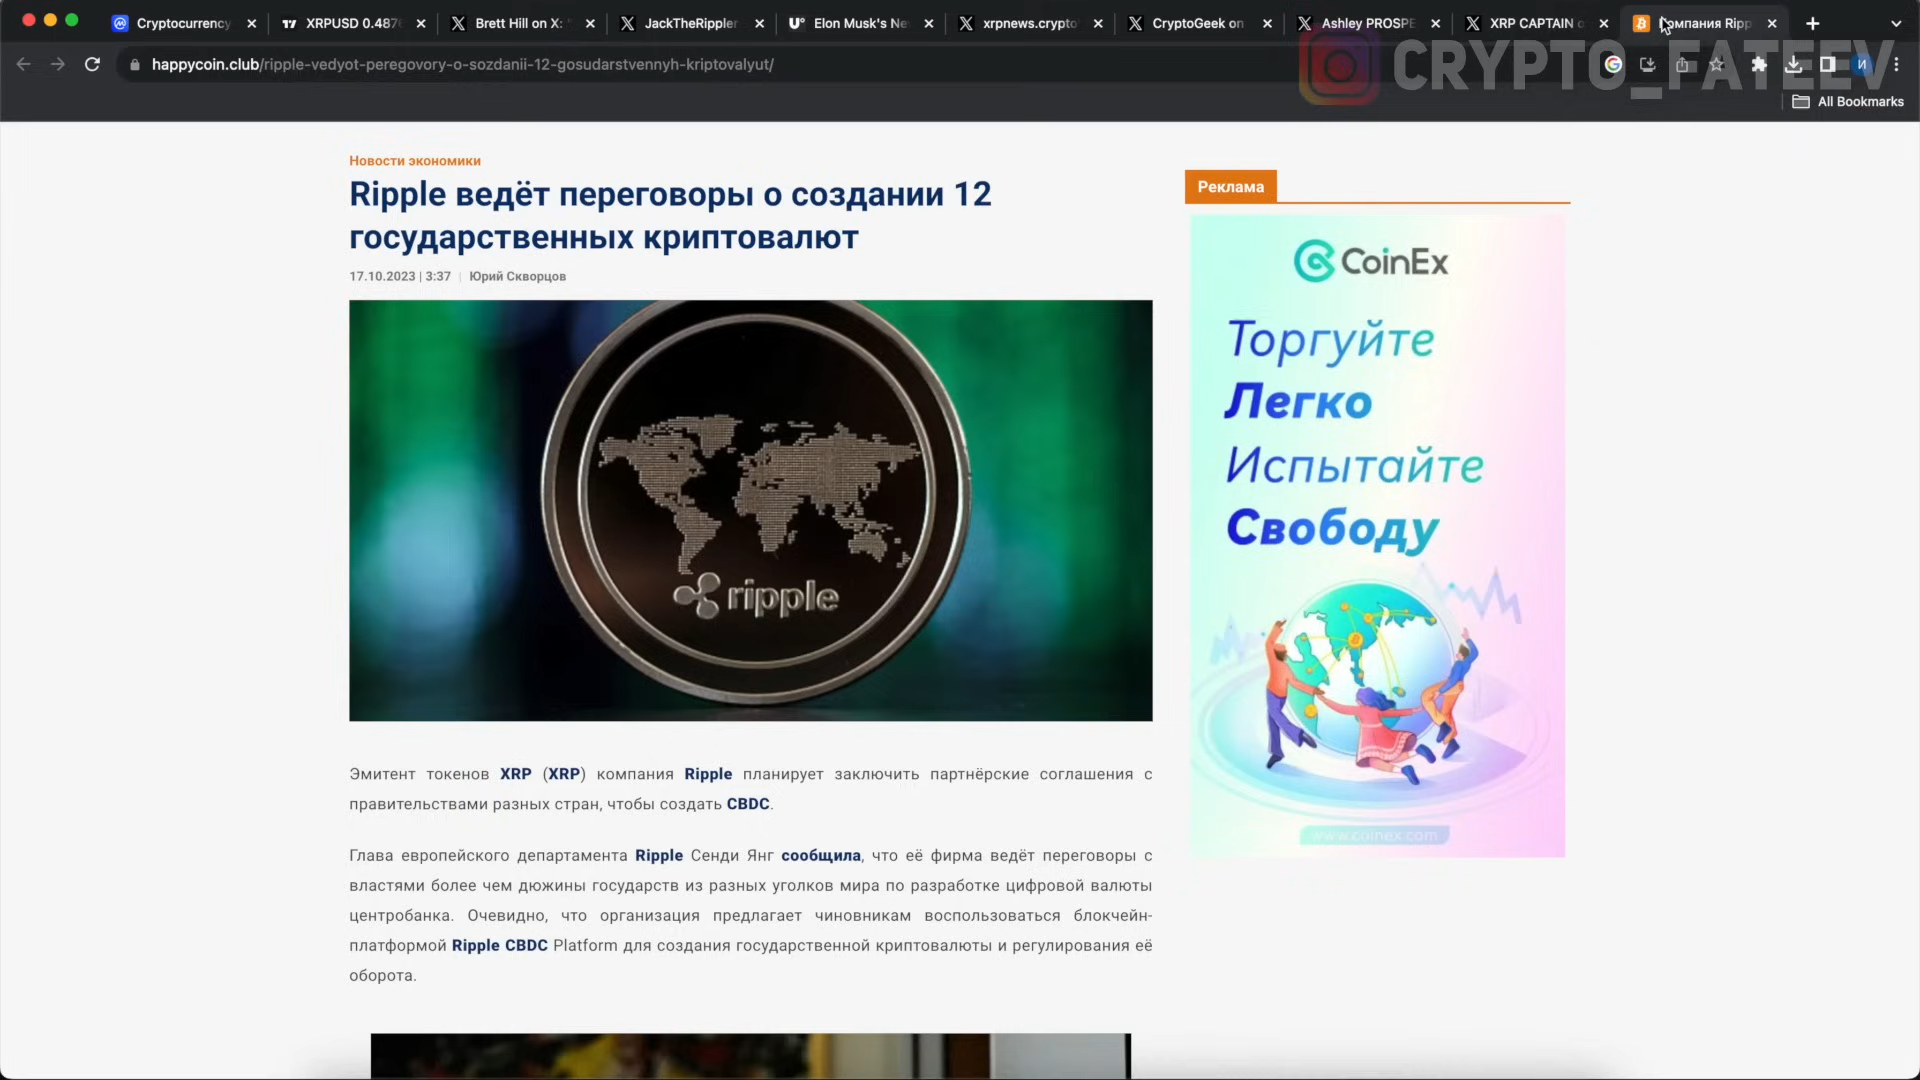 Cryptocurrency
XRPUSD 0.487
Brett Hill on X:
JackTheRippler
Elon Musk's Ne
xrpnews.crypto
CryptoGeek on
Ashley PROSPE
XRP CAPTAIN
Компания Ripp
happycoin.club/ripple-vedyot-peregovory-o-sozdanii-12-gosudarstvennyh-kriptovalyut/
CRYPTO_FATEEV
All Bookmarks
Новости экономики
Ripple ведёт переговоры о создании 12
государственных криптовалют
17.10.2023 | 3:37 | Юрий Скворцов
ripple
Эмитент токенов XRP (XRP) компания Ripple планирует заключить партнёрские соглашения с
правительствами разных стран, чтобы создать CBDC.
Глава европейского департамента Ripple Сенди Янг сообщила, что её фирма ведёт переговоры с
властями более чем дюжины государств из разных уголков мира по разработке цифровой валюты
центробанка. Очевидно, что организация предлагает чиновникам воспользоваться блокчейн-
платформой Ripple CBDC Platform для создания государственной криптовалюты и регулирования её
оборота.
Реклама
CoinEx
Торгуйте
Легко
Испытайте
Свободу
www.coinex.com